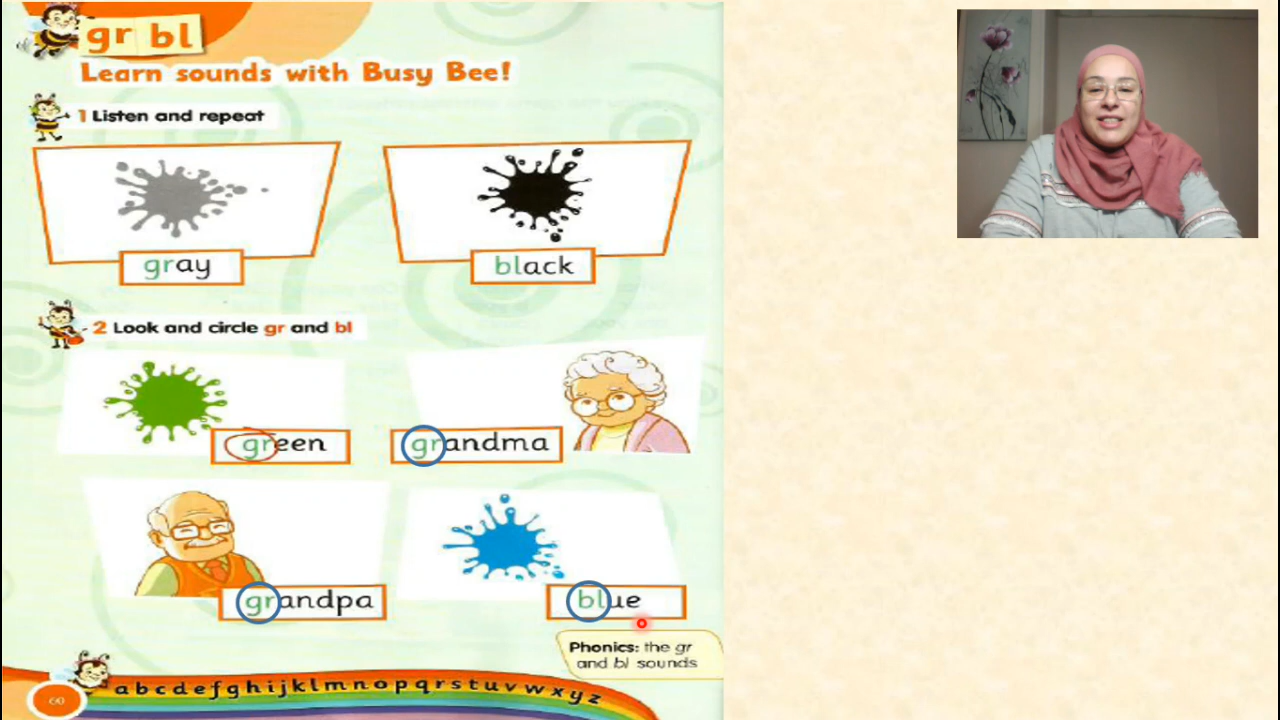 gr bl
Learn sounds with Busy Bee!
1 Listen and repeat
gray
black
2 Look and circle gr and bl
green
grandma
grandpa
blue
Phonics: the gr
and bl sounds
a b c d e f g h i j k l m n o p q r s t u v w x y z
60